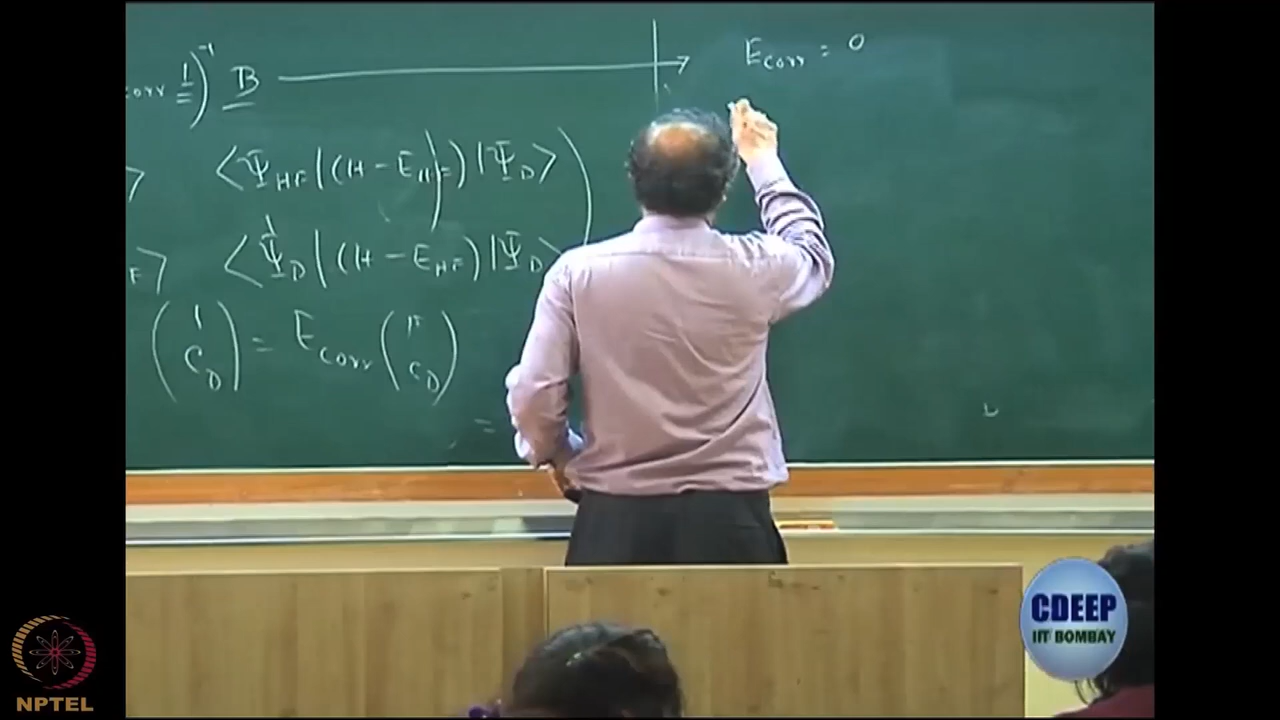 corr 1)⁻¹ B ⟶ E_corr = 0
⟩ ⟨Ψ_HF|(H − E_HF)|Ψ_D⟩ )
F⟩ ⟨Ψ_D|(H − E_HF)|Ψ_D⟩
(1 C_D) = E_corr (1 C_D)
=
NPTEL
CDEEP
IIT BOMBAY